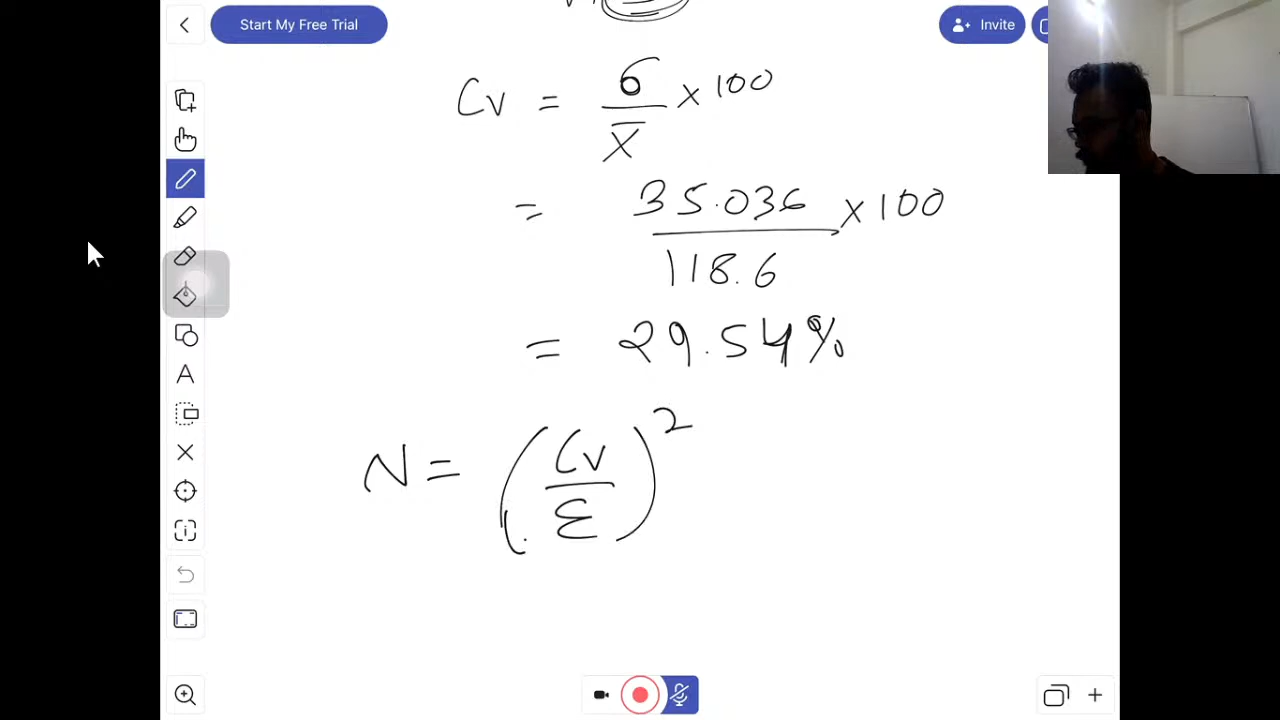 Start My Free Trial
Invite
Cv = σ / x̅ × 100
= 35.036 / 118.6 × 100
= 29.54%
N = (Cv / Ɛ)²
A